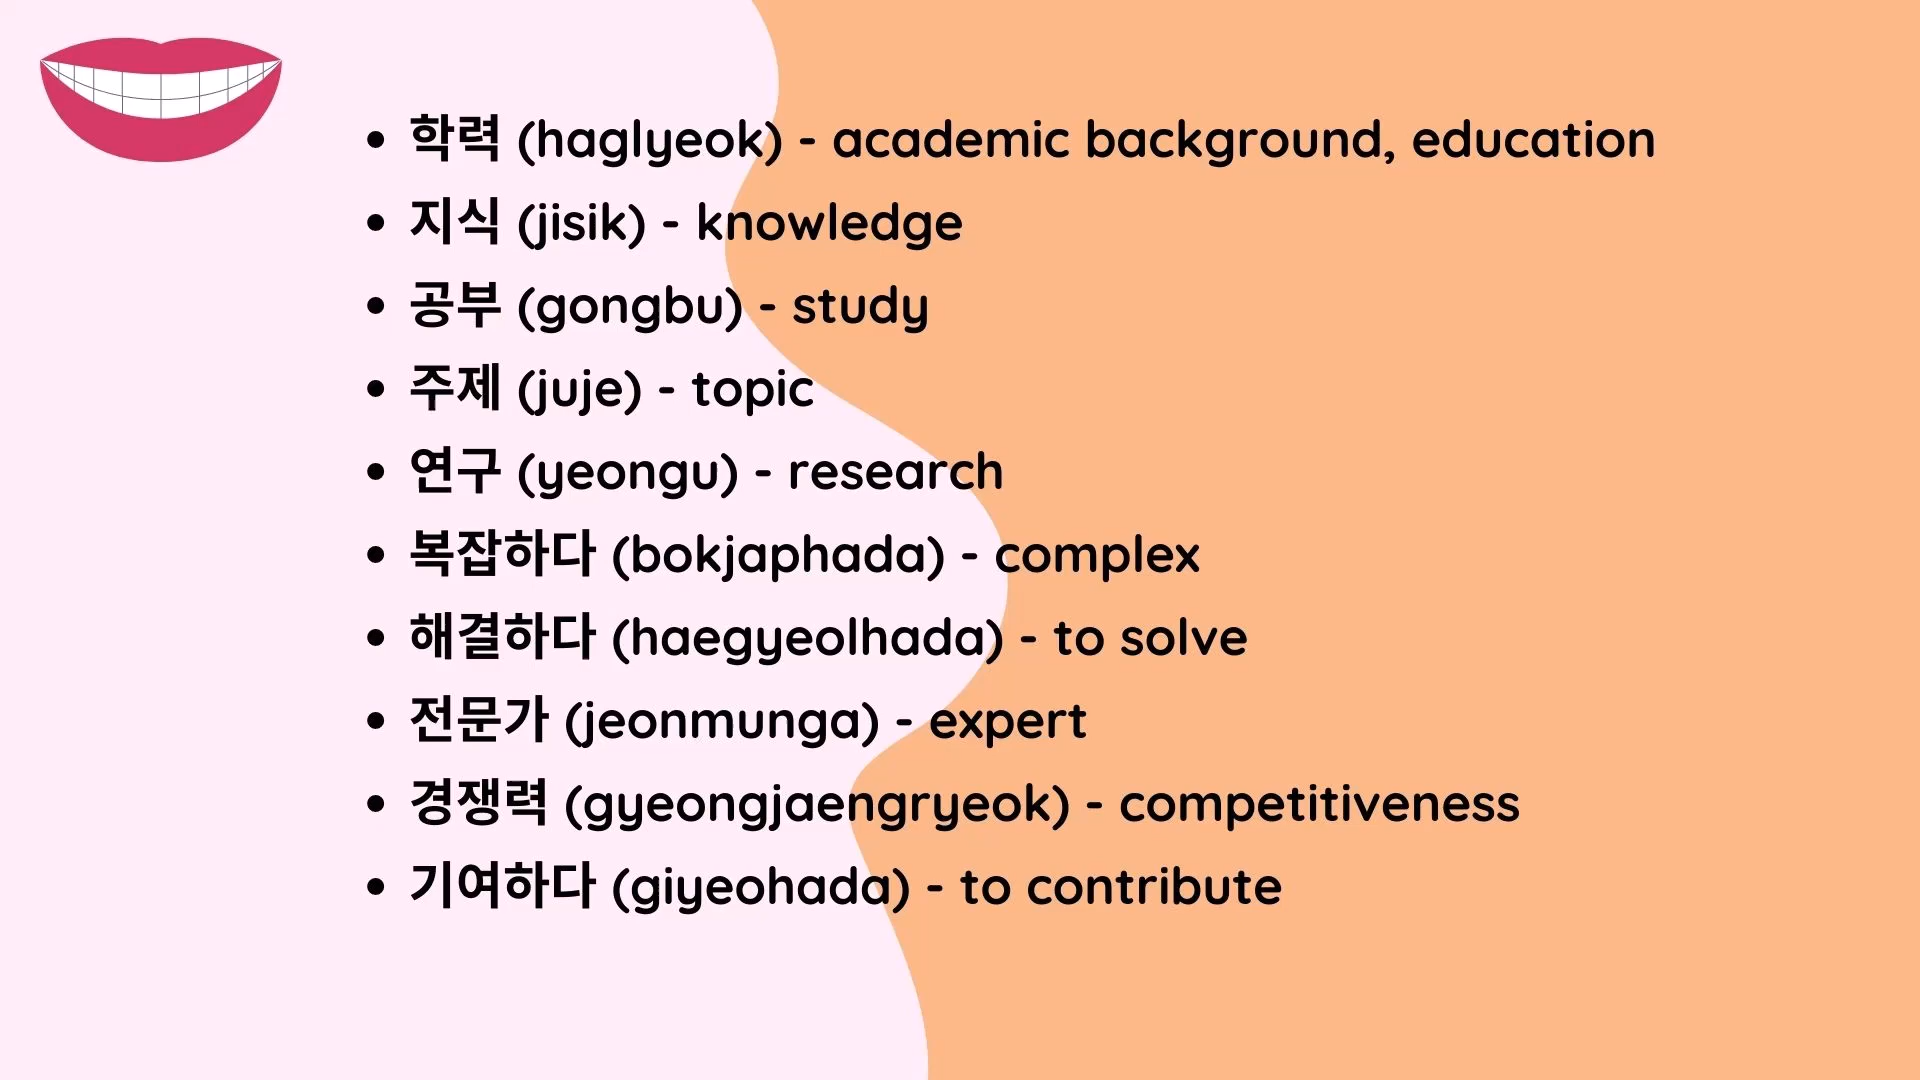 • 학력 (haglyeok) - academic background, education
• 지식 (jisik) - knowledge
• 공부 (gongbu) - study
• 주제 (juje) - topic
• 연구 (yeongu) - research
• 복잡하다 (bokjaphada) - complex
• 해결하다 (haegyeolhada) - to solve
• 전문가 (jeonmunga) - expert
• 경쟁력 (gyeongjaengryeok) - competitiveness
• 기여하다 (giyeohada) - to contribute